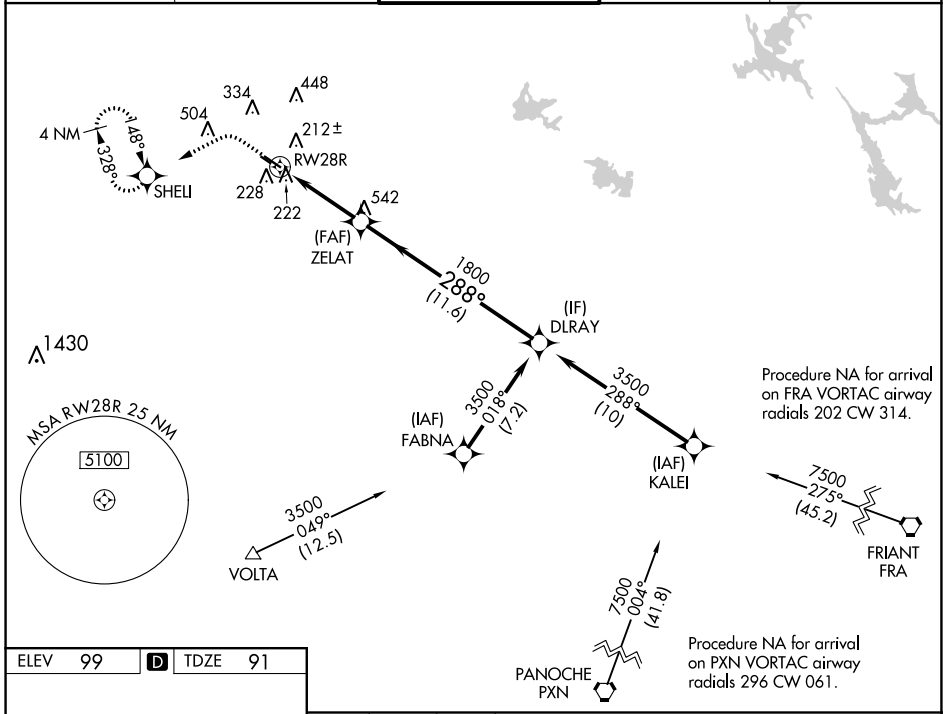 448
334
504
212±
4 NM
148°
328°
RW28R
SHELI
228
222
542
(FAF)
ZELAT
1800
288°
(11.6)
(IF)
DLRAY
1430
3500
288°
(10)
Procedure NA for arrival
on FRA VORTAC airway
radials 202 CW 314.
MSA RW28R 25 NM
5100
(IAF)
FABNA
3500
018°
(7.2)
(IAF)
KALEI
7500
275°
(45.2)
3500
049°
(12.5)
VOLTA
FRIANT
FRA
7500
004°
(41.8)
PANOCHE
PXN
Procedure NA for arrival
on PXN VORTAC airway
radials 296 CW 061.
ELEV 99 D TDZE 91